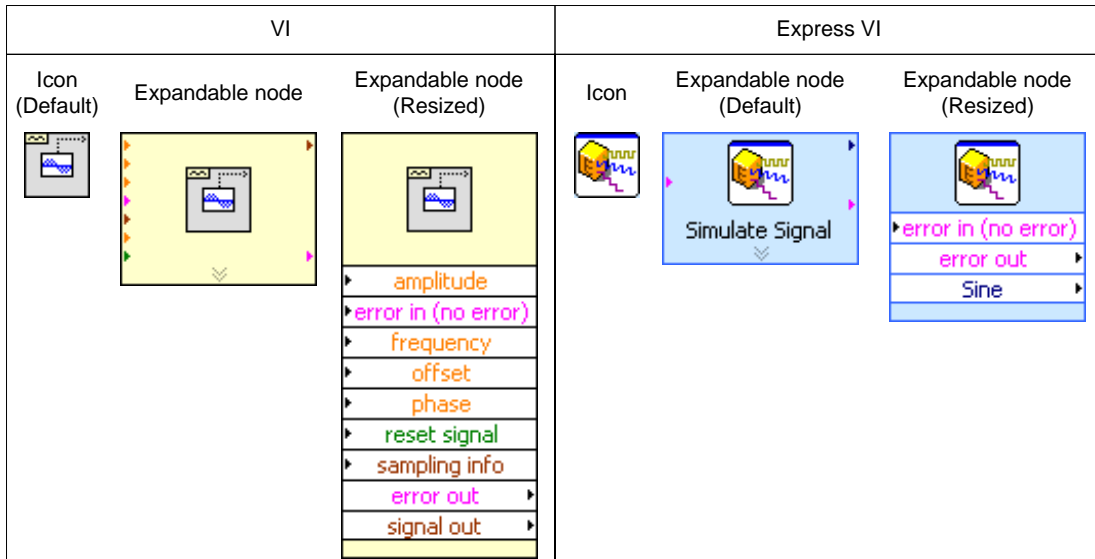 VI
Icon
(Default)
Expandable node
Expandable node
(Resized)
amplitude
error in (no error)
frequency
offset
phase
reset signal
sampling info
error out
signal out
Express VI
Icon
Expandable node
(Default)
Simulate Signal
Expandable node
(Resized)
error in (no error)
error out
Sine